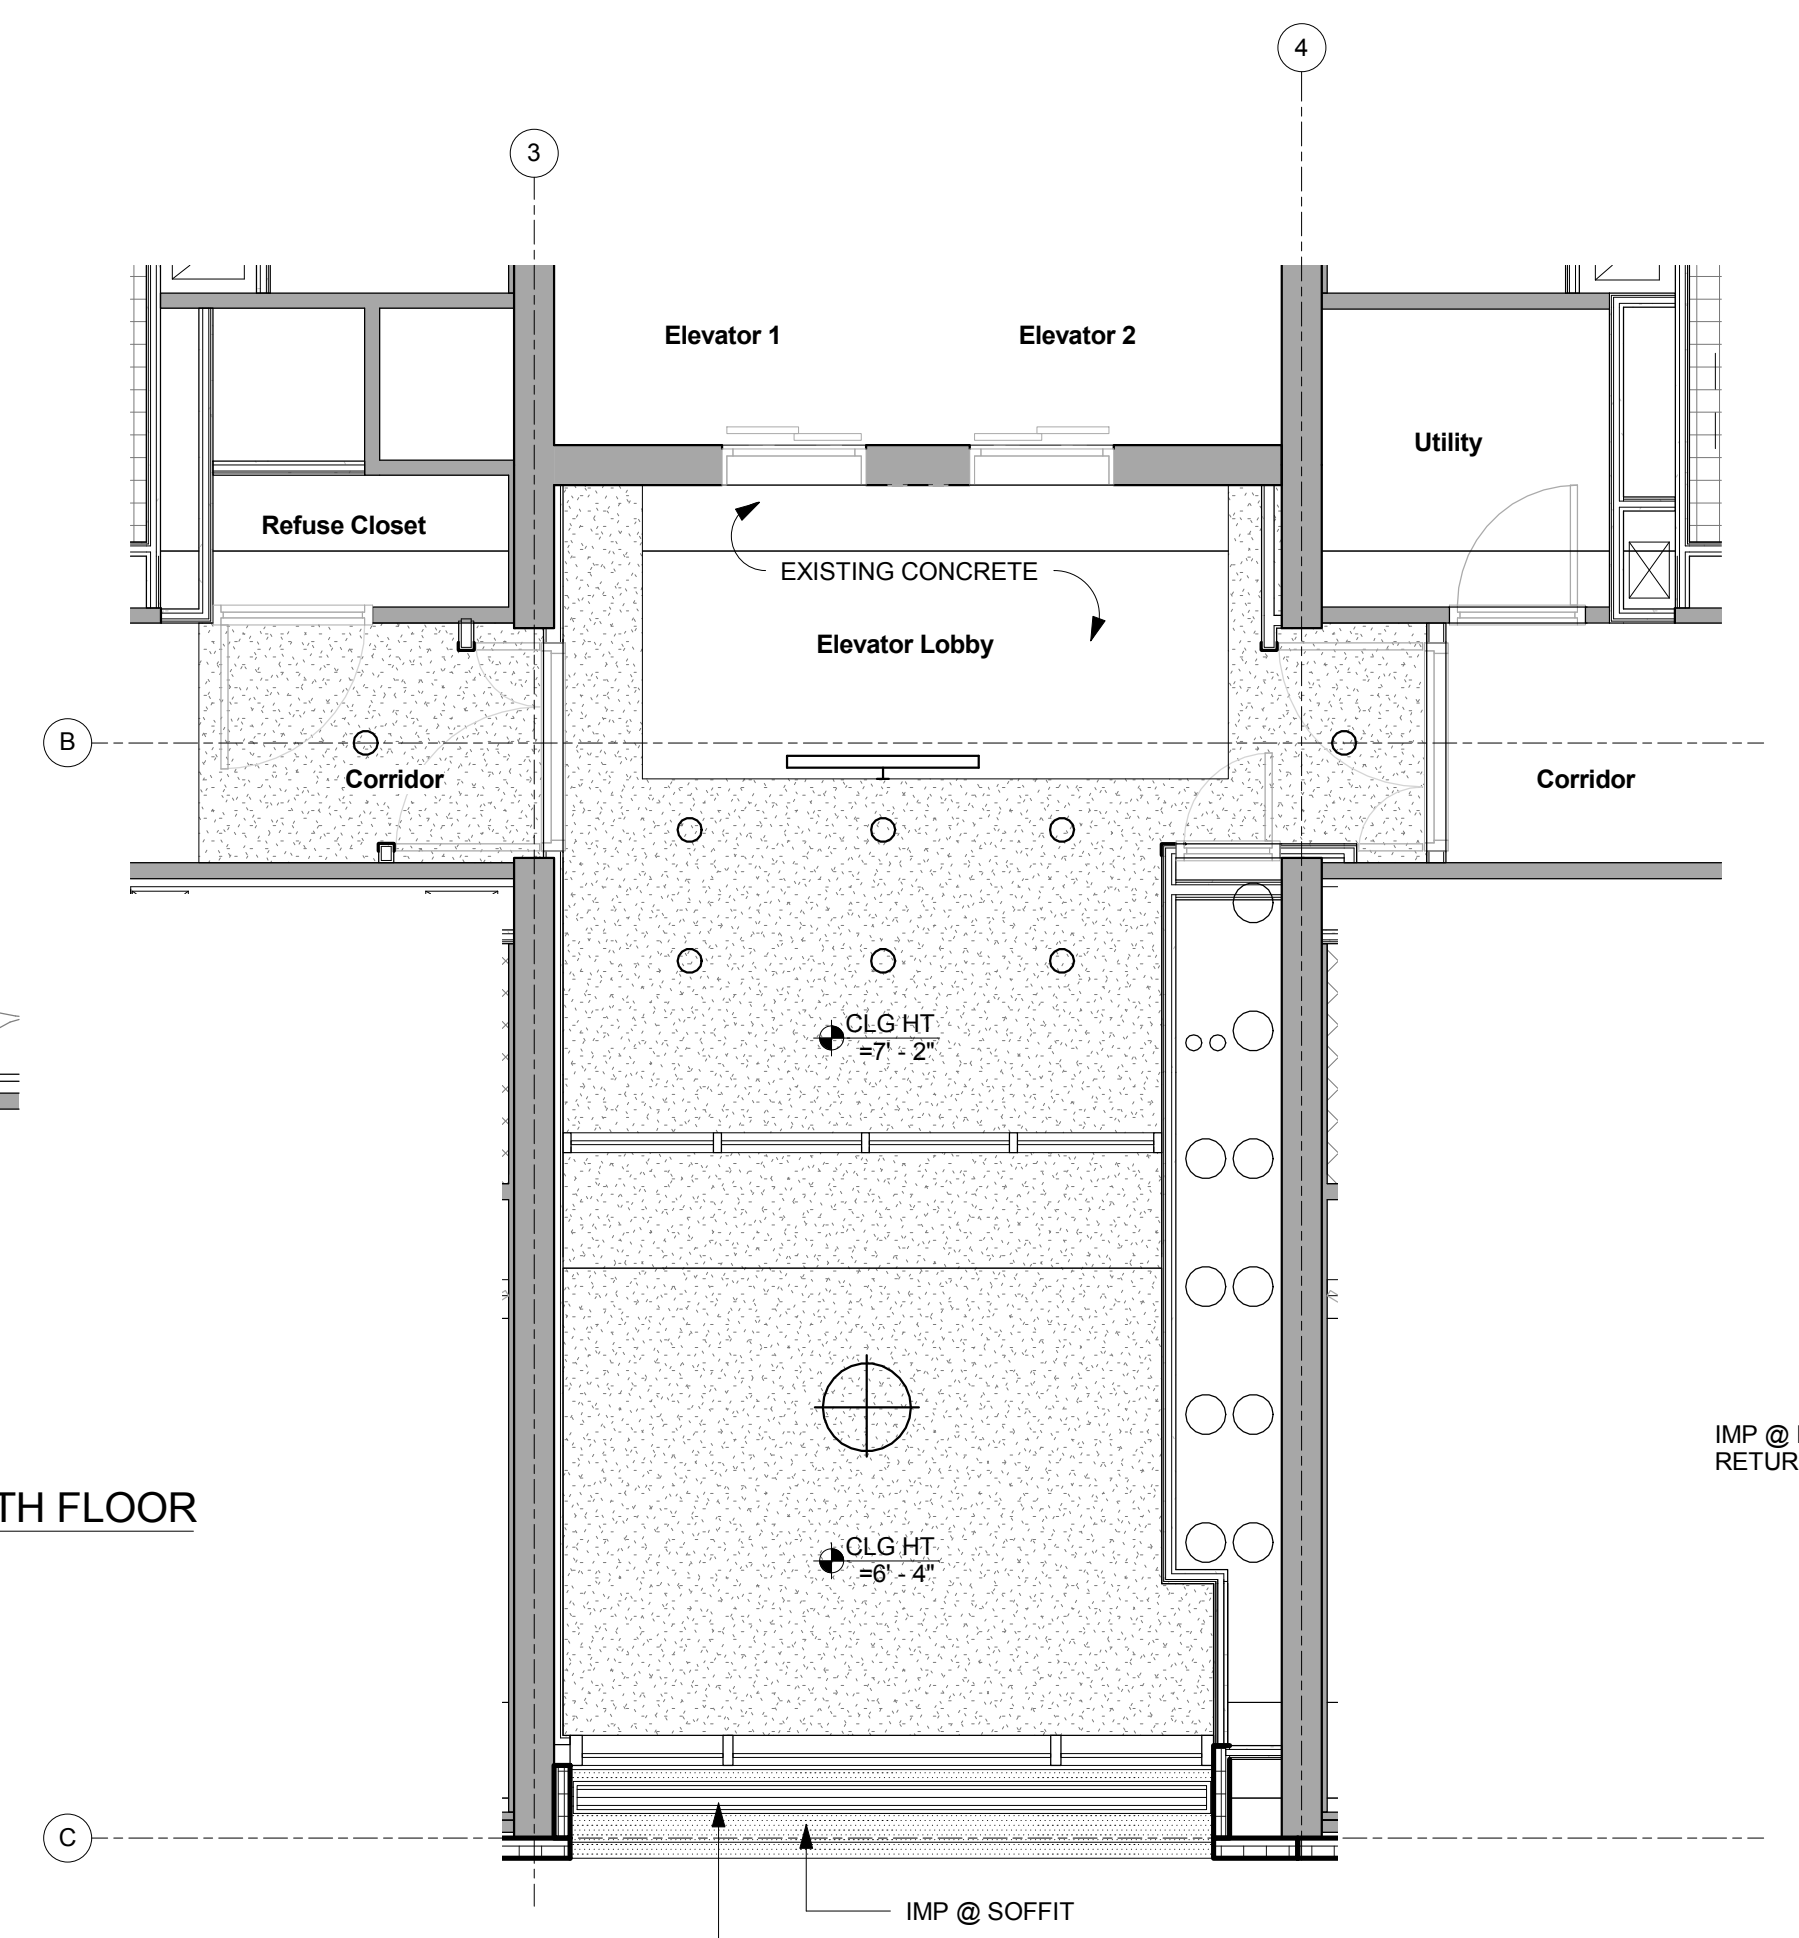 4
3
Elevator 1
Elevator 2
Utility
Refuse Closet
EXISTING CONCRETE
Elevator Lobby
B
Corridor
Corridor
CLG HT
=7' - 2"
IMP @
RETUR
TH FLOOR
CLG HT
=6' - 4"
C
IMP @ SOFFIT